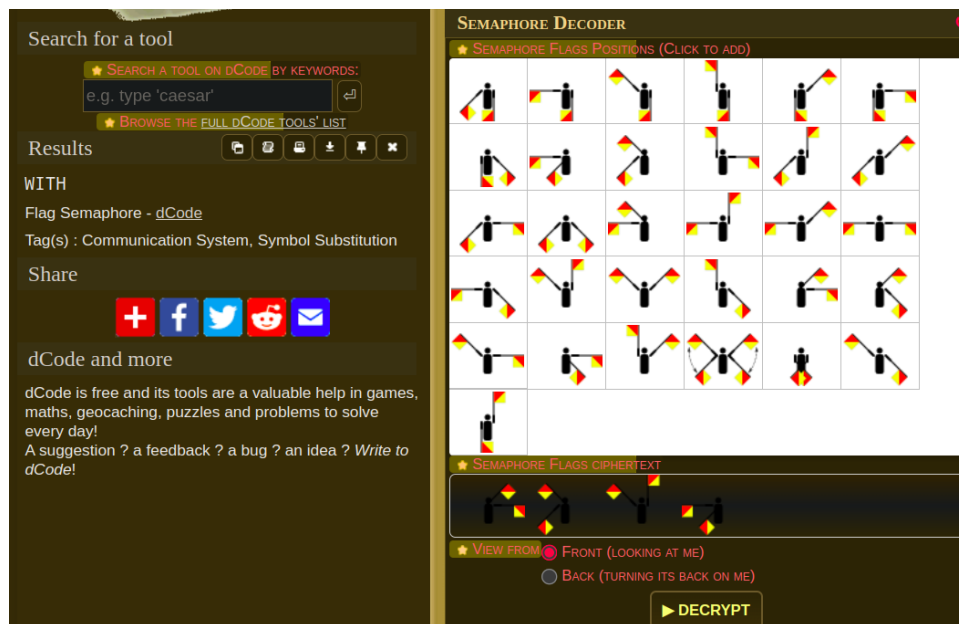 Search for a tool
SEARCH A TOOL ON DCODE BY KEYWORDS:
e.g. type 'caesar'
BROWSE THE FULL DCODE TOOLS' LIST
Results
WITH
Flag Semaphore - dCode
Tag(s) : Communication System, Symbol Substitution
Share
dCode and more
dCode is free and its tools are a valuable help in games,
maths, geocaching, puzzles and problems to solve
every day!
A suggestion ? a feedback ? a bug ? an idea ? Write to
dCode!
SEMAPHORE DECODER
SEMAPHORE FLAGS POSITIONS (CLICK TO ADD)
SEMAPHORE FLAGS CIPHERTEXT
VIEW FROM
FRONT (LOOKING AT ME)
BACK (TURNING ITS BACK ON ME)
▶ DECRYPT